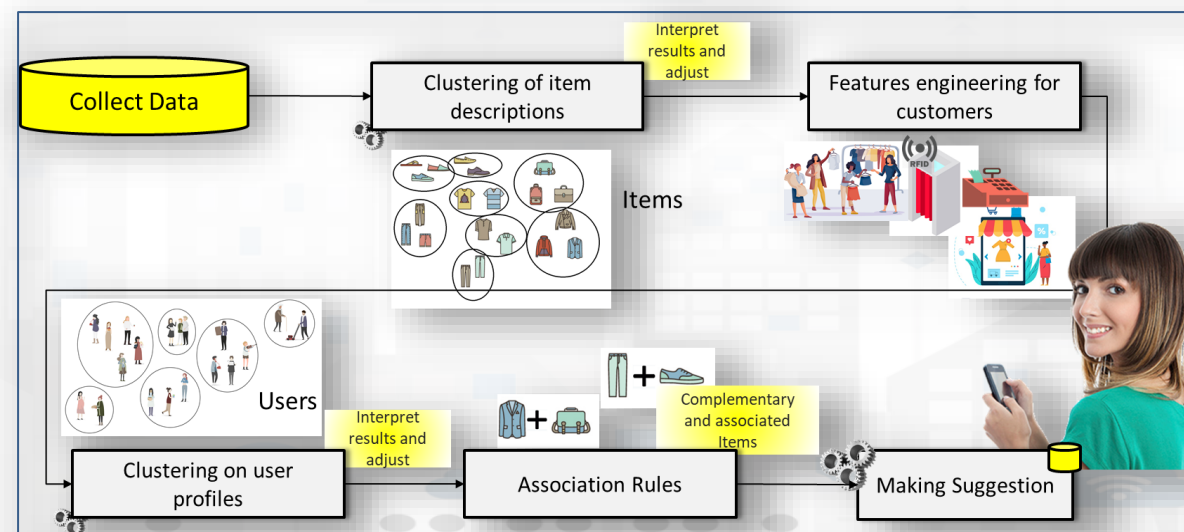 Interpret
results and
adjust
Collect Data
Clustering of item
descriptions
Features engineering for
customers
RFID
Items
Users
Interpret
results and
adjust
Complementary
and associated
Items
Clustering on user
profiles
Association Rules
Making Suggestion